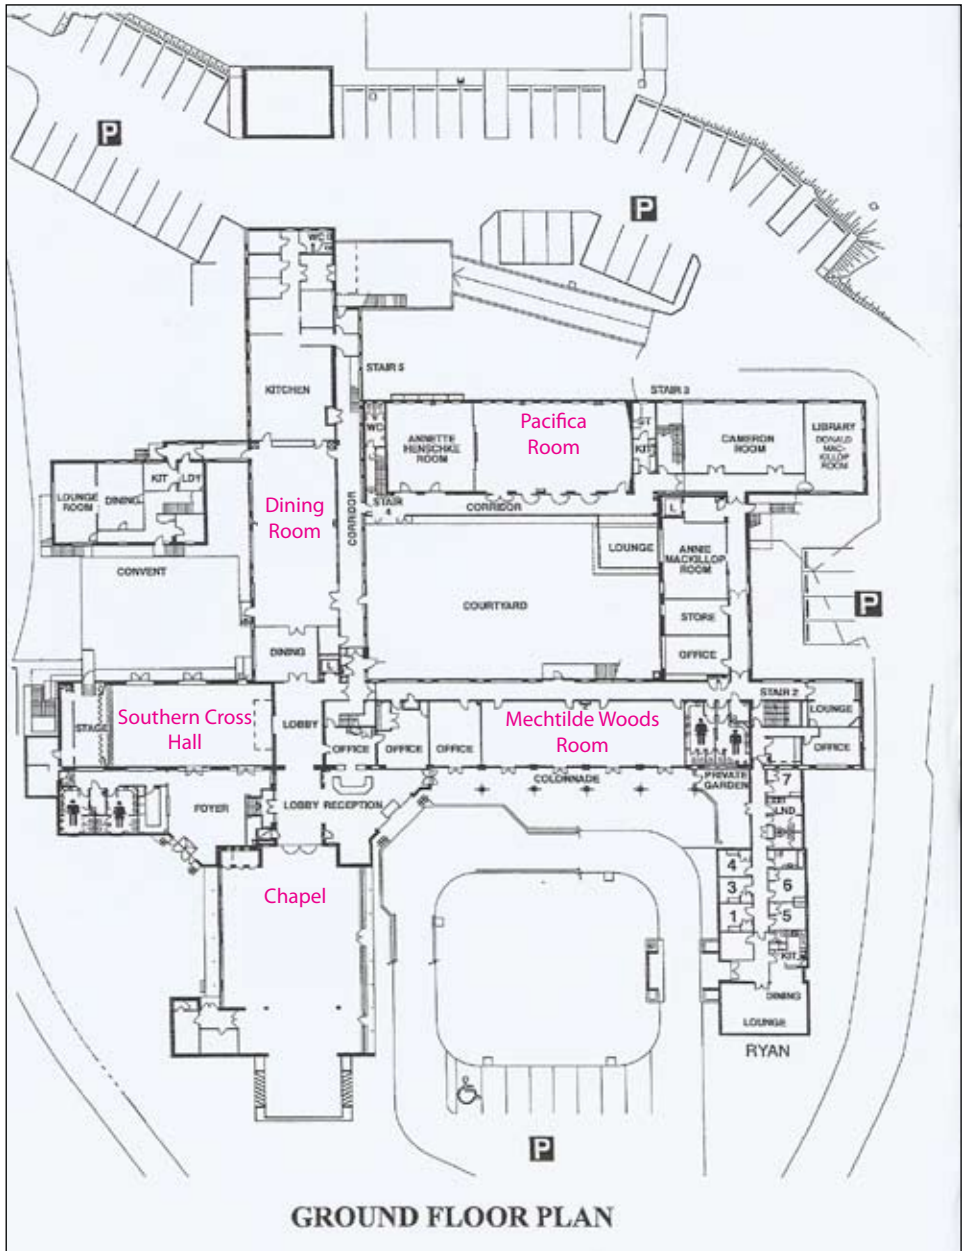 P
P
WC
STAIR 5
KITCHEN
STAIR 3
Pacifica
Room
WC
ANNETTE
HENSCHKE
ROOM
ST
KIT
CAMERON
ROOM
LIBRARY
DONALD
MAC-
KILLOP
ROOM
LOUNGE
ROOM
DINING
KIT
LDY
Dining
Room
CORRIDOR
STAIR
4
CORRIDOR
L
LOUNGE
ANNIE
MACKILLOP
ROOM
CONVENT
COURTYARD
STORE
P
DINING
L
OFFICE
STAGE
Southern Cross
Hall
LOBBY
OFFICE
OFFICE
OFFICE
Mechtilde Woods
Room
STAIR 2
LOUNGE
OFFICE
COLONNADE
PRIVATE
GARDEN
7
FOYER
LOBBY
RECEPTION
LND
4
3
1
6
5
Chapel
KIT
DINING
LOUNGE
RYAN
P
GROUND FLOOR PLAN